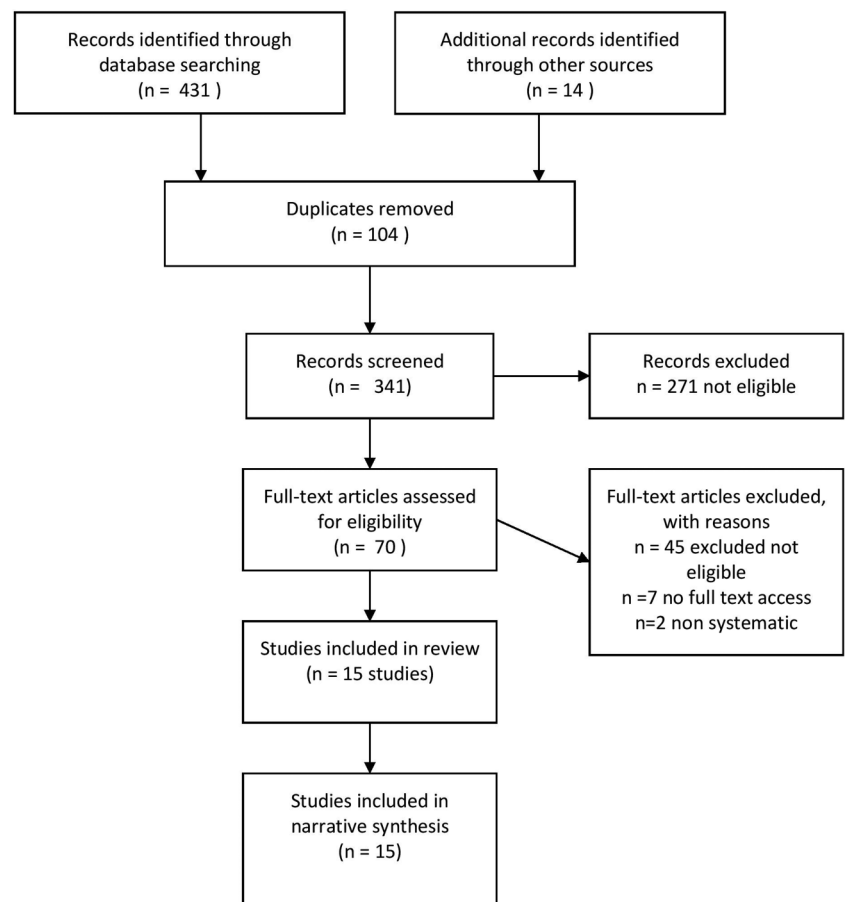 Records identified through
database searching
(n = 431 )
Additional records identified
through other sources
(n = 14 )
Duplicates removed
(n = 104 )
Records screened
(n = 341)
Records excluded
n = 271 not eligible
Full-text articles assessed
for eligibility
(n = 70 )
Full-text articles excluded,
with reasons
n = 45 excluded not
eligible
n =7 no full text access
n=2 non systematic
Studies included in review
(n = 15 studies)
Studies included in
narrative synthesis
(n = 15)